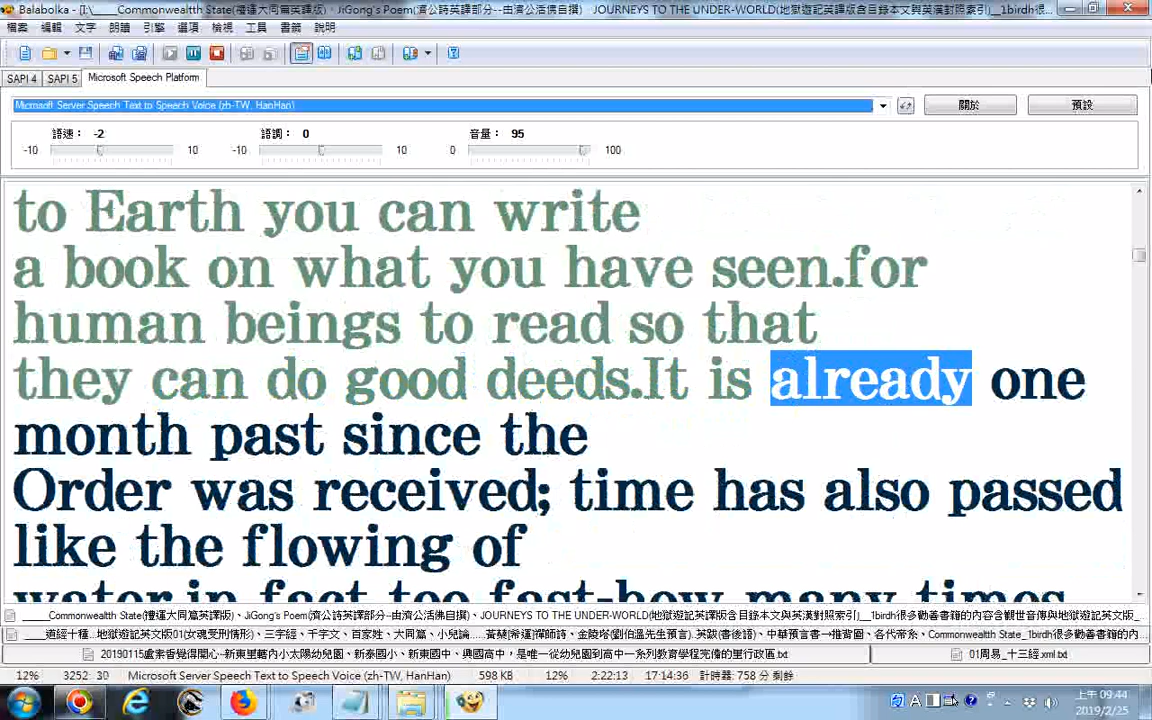 Balabolka - [I:\_____Commonwealtth State(禮運大同篇英譯版)、JiGong's Poem(濟公詩英譯部分--由濟公活佛自撰)　JOURNEYS TO THE UNDER-WORLD(地獄遊記英譯版含目錄本文與英漢對照索引)__1birdh很...
檔案 編輯 文字 朗讀 引擎 選項 檢視 工具 書籤 說明
SAPI 4 SAPI 5 Microsoft Speech Platform
Microsoft Server Speech Text to Speech Voice (zh-TW, HanHan)
關於 預設
語速： -2 語調： 0 音量： 95
-10 10 -10 10 0 100
to Earth you can write
a book on what you have seen.for
human beings to read so that
they can do good deeds.It is already one
month past since the
Order was received; time has also passed
like the flowing of
water.in fact too fast-how many times
_____Commonwealtth State(禮運大同篇英譯版)、JiGong's Poem(濟公詩英譯部分--由濟公活佛自撰)、JOURNEYS TO THE UNDER-WORLD(地獄遊記英譯版含目錄本文與英漢對照索引)__1birdh很多勸善書籍的內容含觀世音傳與地獄遊記英文版_
20190115盧素香覺得開心--新東里轄內小太陽幼兒園、新泰國小、新東國中、興國高中，是唯一從幼兒園到高中一系列教育學程完備的里行政區.txt
01周易_十三經.xml.txt
12% 3252: 30 Microsoft Server Speech Text to Speech Voice (zh-TW, HanHan) 598 KB 12% 2:22:13 17:14:36 計時器: 758 分 剩餘
上午 09:44
2019/2/25